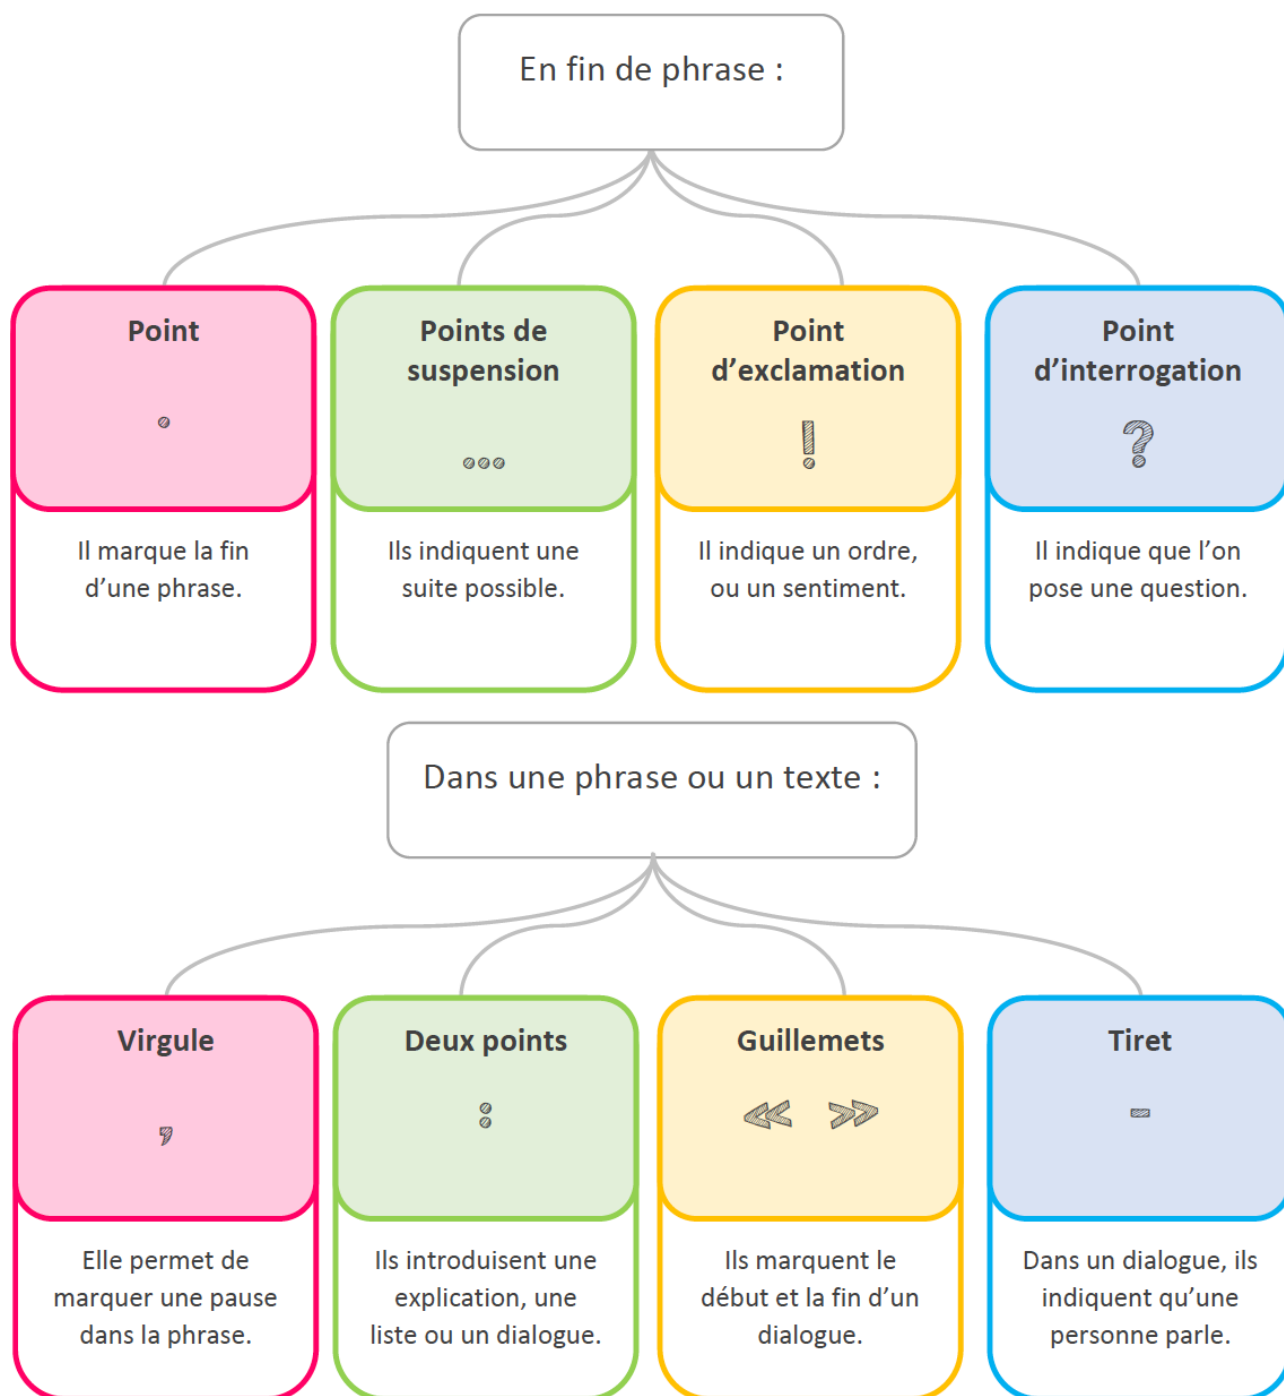 En fin de phrase :
Point
.
Il marque la fin
d’une phrase.
Points de
suspension
...
Ils indiquent une
suite possible.
Point
d’exclamation
!
Il indique un ordre,
ou un sentiment.
Point
d’interrogation
?
Il indique que l’on
pose une question.
Dans une phrase ou un texte :
Virgule
,
Elle permet de
marquer une pause
dans la phrase.
Deux points
:
Ils introduisent une
explication, une
liste ou un dialogue.
Guillemets
« »
Ils marquent le
début et la fin d’un
dialogue.
Tiret
-
Dans un dialogue, ils
indiquent qu’une
personne parle.